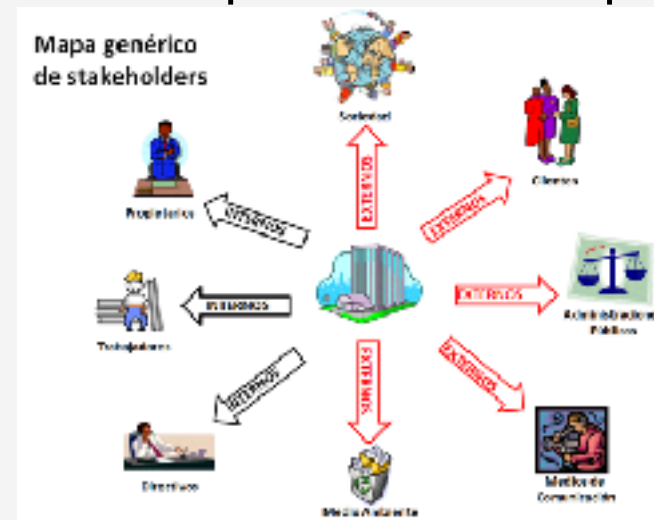 Mapa genérico
de stakeholders
Sociedad
Clientes
Propietarios
EXTERNOS
EXTERNOS
INTERNOS
INTERNOS
EXTERNOS
Administracione
Públicas
Trabajadores
INTERNOS
EXTERNOS
EXTERNOS
Directivos
Medio Ambiente
Medios de
Comunicación